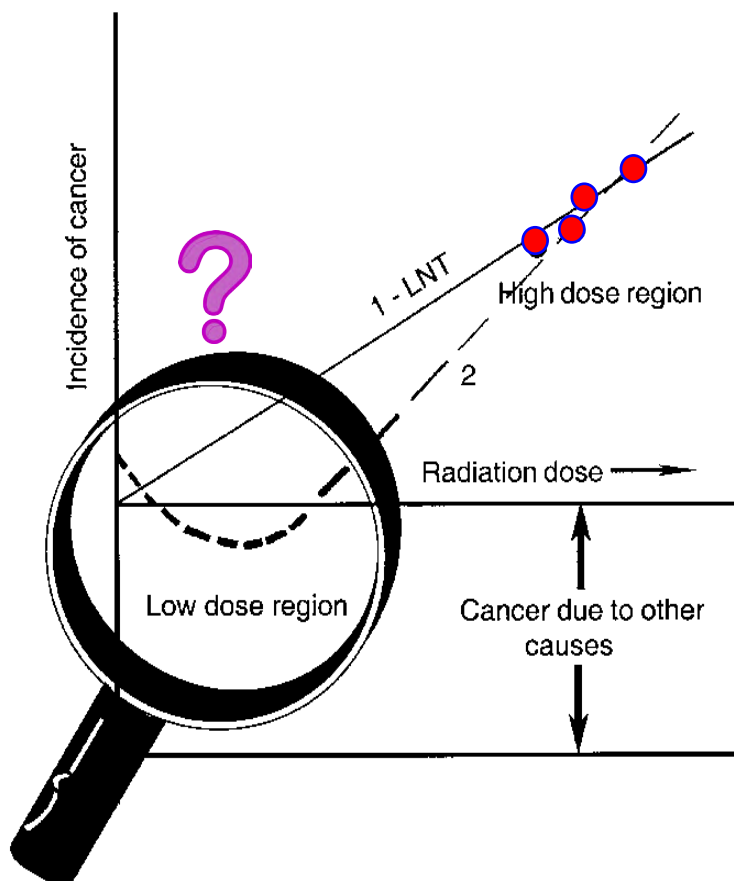 Incidence of cancer
?
1 - LNT
High dose region
2
Radiation dose
Low dose region
Cancer due to other
causes